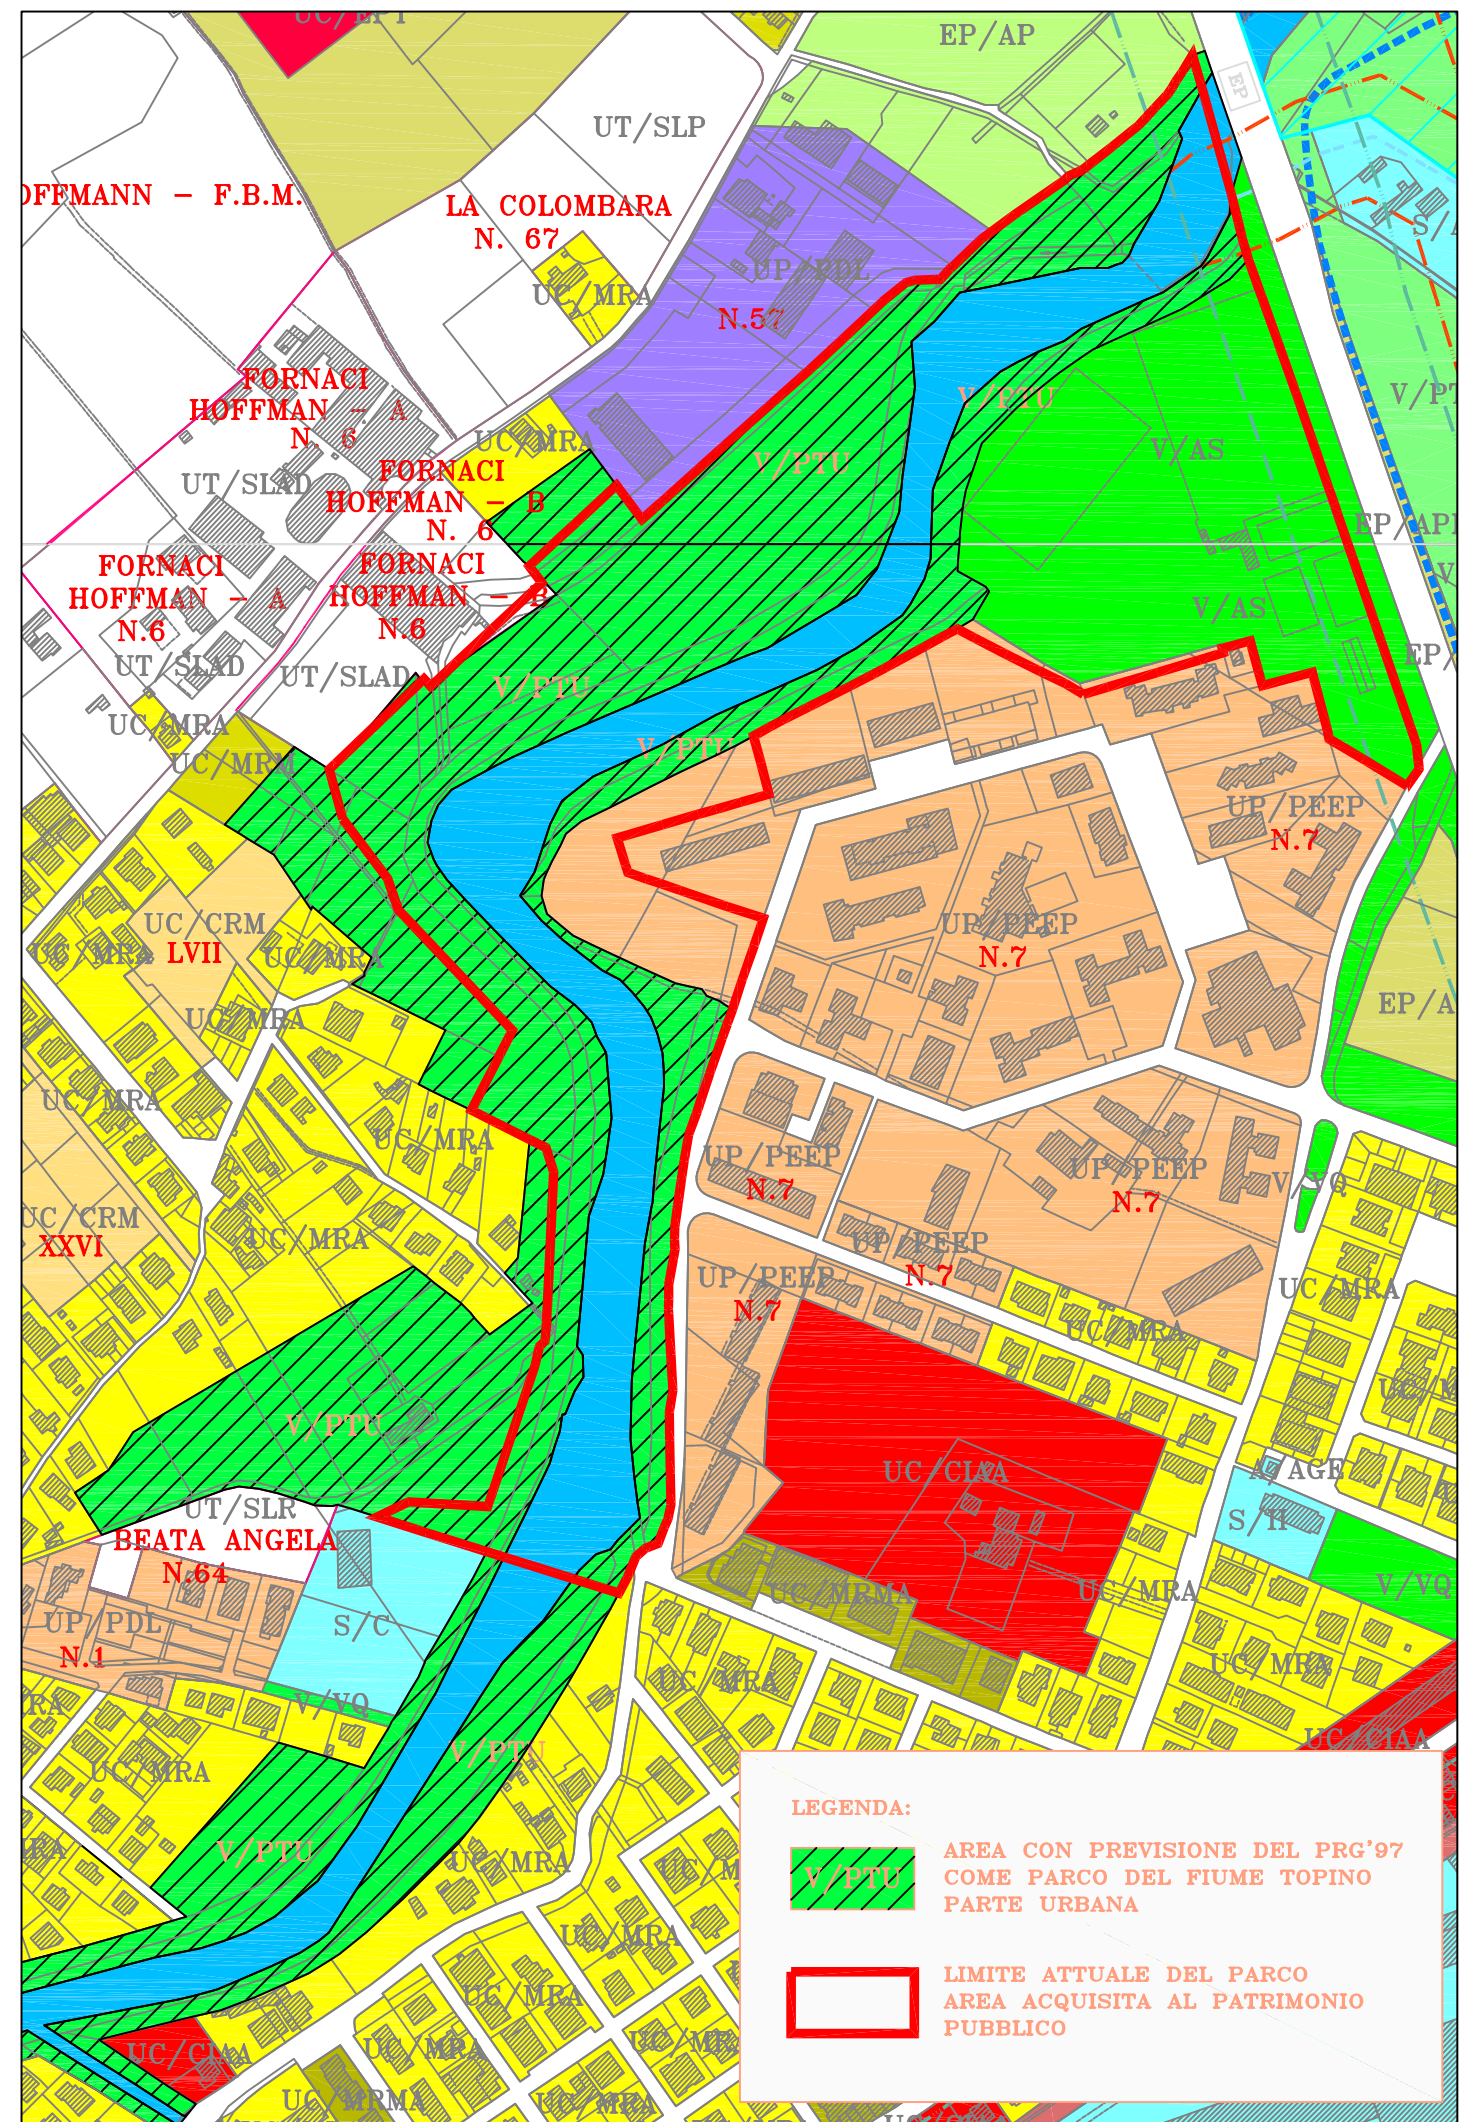 UC/EPT
EP/AP
EP
UT/SLP
OFFMANN - F.B.M.
LA COLOMBARA
N. 67
UC/MRA
UP/PDL
N.57
V/PTU
V/AS
FORNACI
HOFFMAN - A
N. 6
UC/MRA
UT/SLAD
FORNACI
HOFFMAN - B
N. 6
V/PTU
FORNACI
HOFFMAN - A
N.6
FORNACI
HOFFMAN - B
N.6
V/AS
UT/SLAD
UT/SLAD
V/PTU
UC/MRA
V/PTU
UC/MRM
UP/PEEP
N.7
UC/CRM
LVII
UC/MRA
UC/MRA
UP/PEEP
N.7
UC/MRA
UC/MRA
UC/MRA
UP/PEEP
N.7
UP/PEEP
N.7
V/VQ
UC/CRM
XXVI
UC/MRA
UP/PEEP
N.7
UP/PEEP
N.7
UC/MRA
UC/MRA
V/PTU
UC/CIAA
A/AGE
UT/SLR
BEATA ANGELA
N.64
S/II
V/VQ
UP/PDL
N.1
S/C
UC/MRMA
UC/MRA
UC/MRA
UC/MRA
V/VQ
UC/CIAA
UC/MRA
V/PTU
V/PTU
UC/MRA
UC/MRA
UC/MRA
UC/MRA
UC/CIAA
UC/MRA
UC/MRMA
UC/MRA
LEGENDA:
V/PTU
AREA CON PREVISIONE DEL PRG'97
COME PARCO DEL FIUME TOPINO
PARTE URBANA
LIMITE ATTUALE DEL PARCO
AREA ACQUISITA AL PATRIMONIO
PUBBLICO